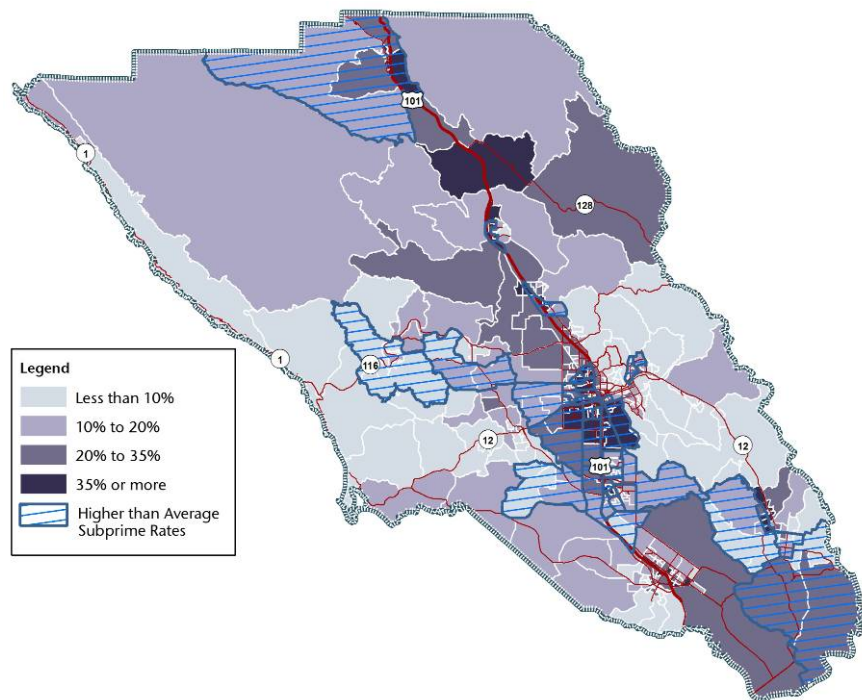 101
1
128
1
116
12
12
101
Legend
Less than 10%
10% to 20%
20% to 35%
35% or more
Higher than Average
Subprime Rates